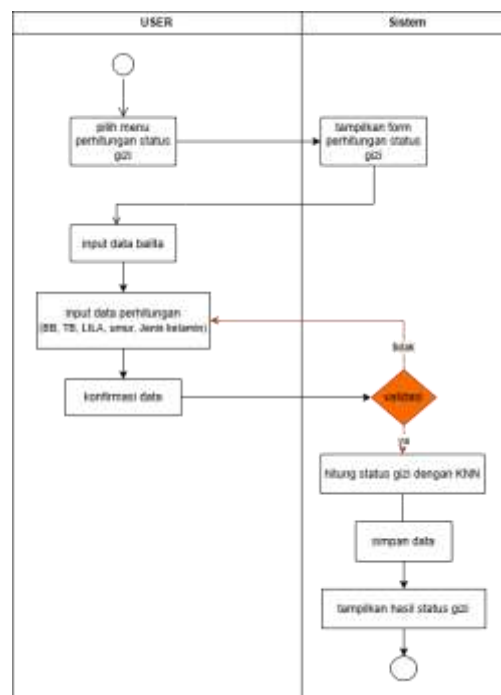 USER
Sistem
pilih menu
perhitungan status
gizi
tampilkan form
perhitungan status
gizi
input data balita
input data perhitungan
(BB, TB, LILA, umur, Jenis kelamin)
tidak
konfirmasi data
validasi
ya
hitung status gizi dengan KNN
simpan data
tampilkan hasil status gizi